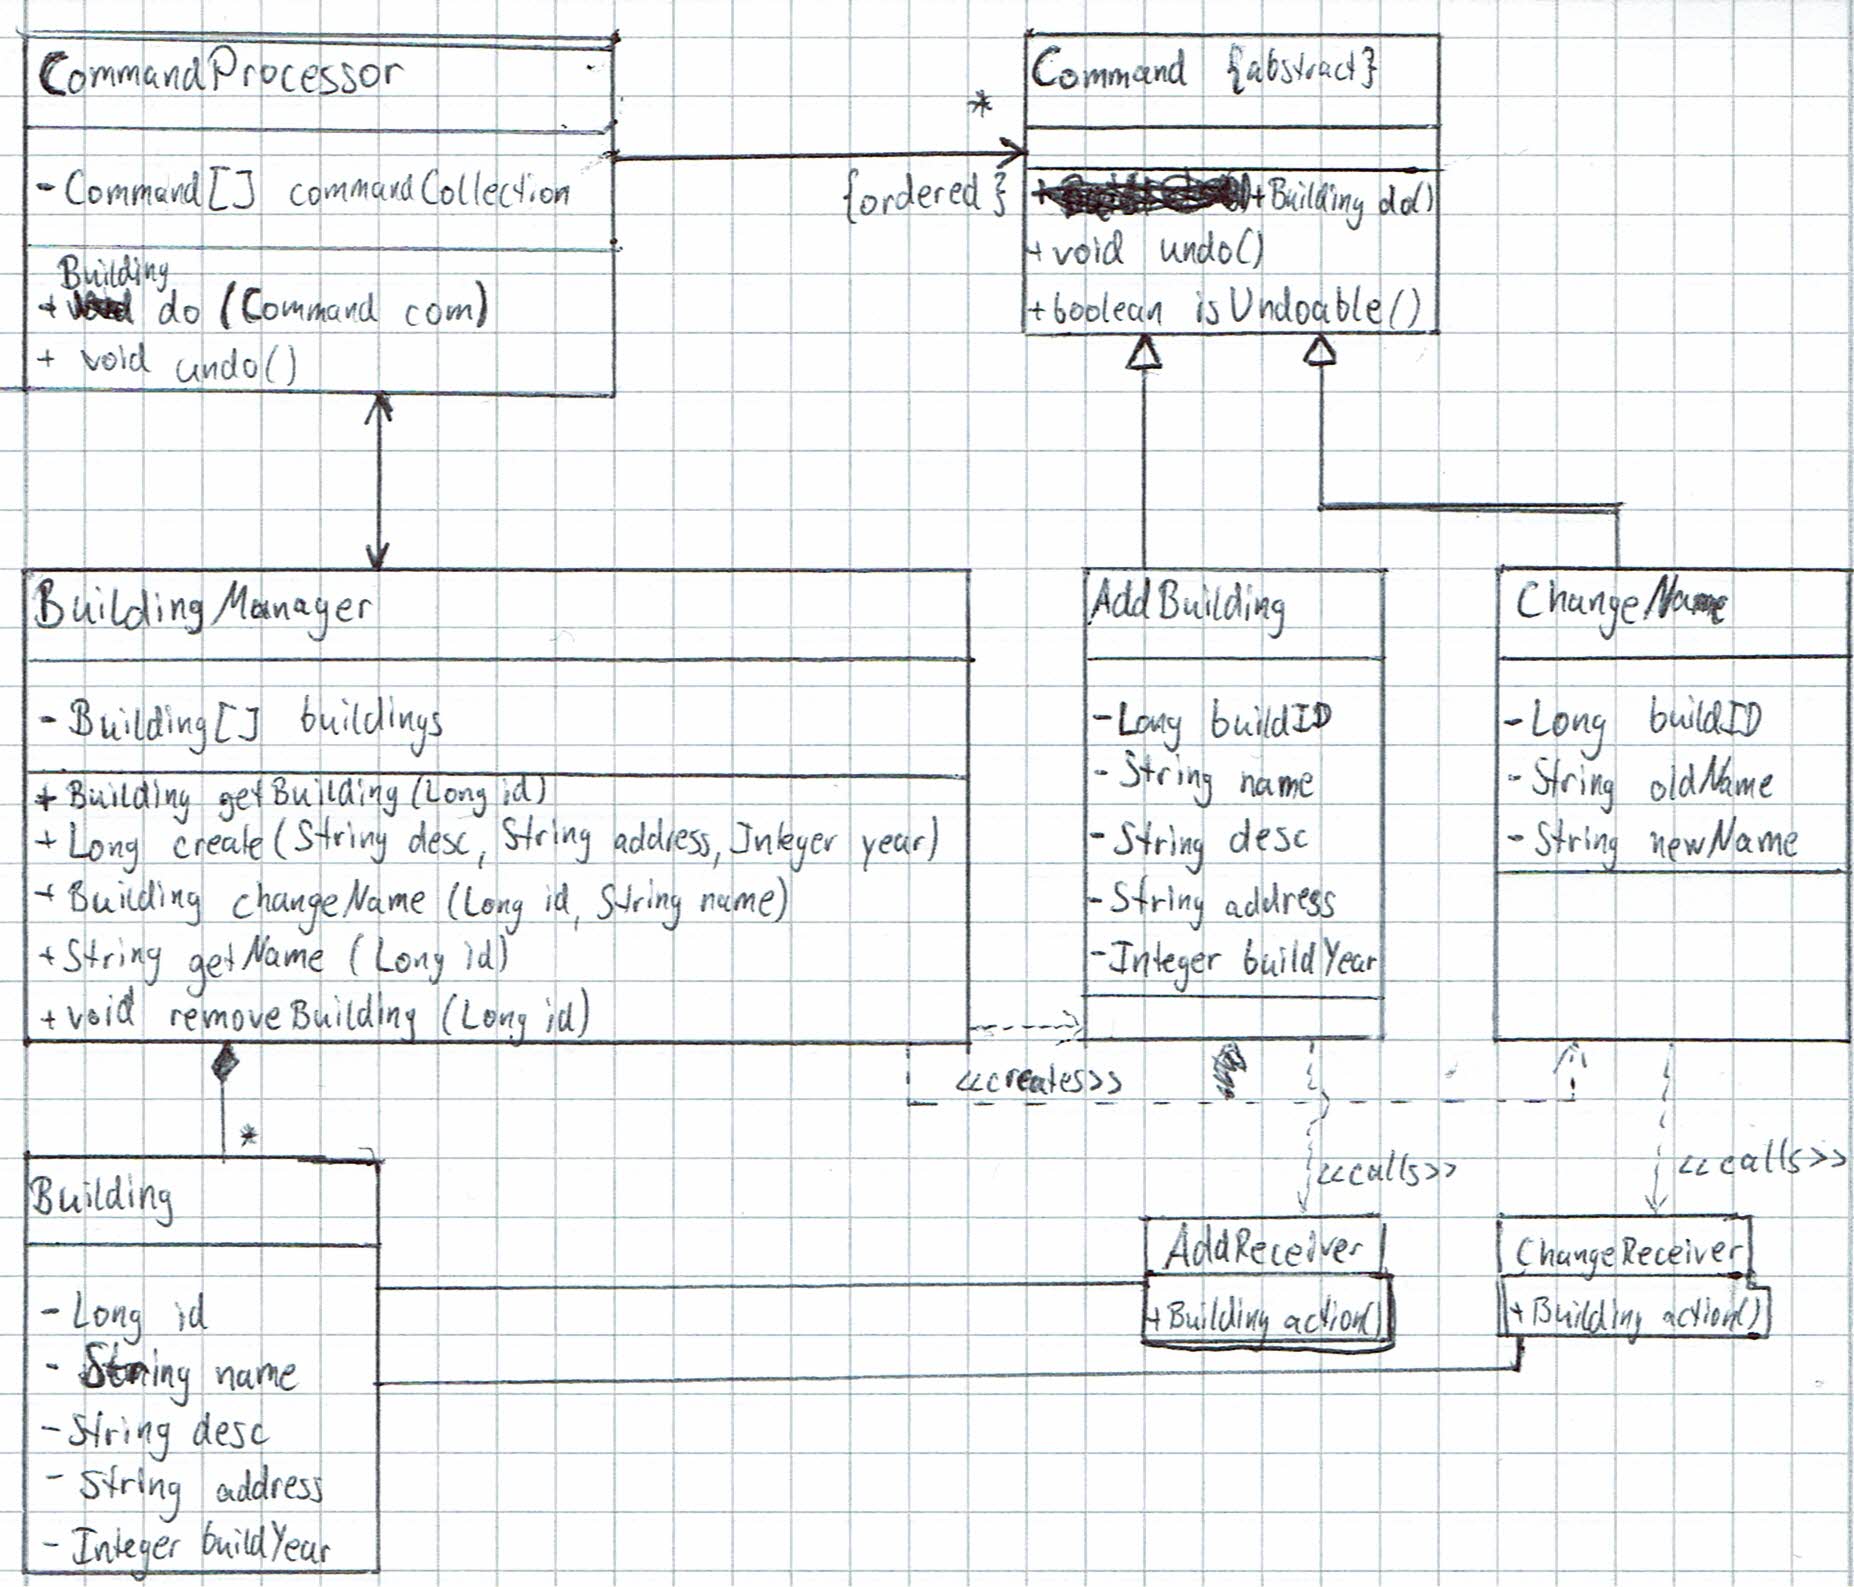 CommandProcessor
- Command[] commandCollection
Building
+ do (Command com)
+ void undo()
*
{ordered}
Command {abstract}
+Building do()
+ void undo()
+boolean isUndoable()
BuildingManager
- Building[] buildings
+ Building getBuilding (Long id)
+ Long create (String desc, String address, Integer year)
+ Building changeName (Long id, String name)
+ String getName (Long id)
+ void removeBuilding (Long id)
AddBuilding
- Long buildID
- String name
- String desc
- String address
- Integer buildYear
ChangeName
- Long buildID
- String oldName
- String newName
<<creates>>
*
<<calls>>
<<calls>>
Building
- Long id
- String name
- String desc
- String address
- Integer buildYear
AddReceiver
+ Building action()
ChangeReceiver
+ Building action()